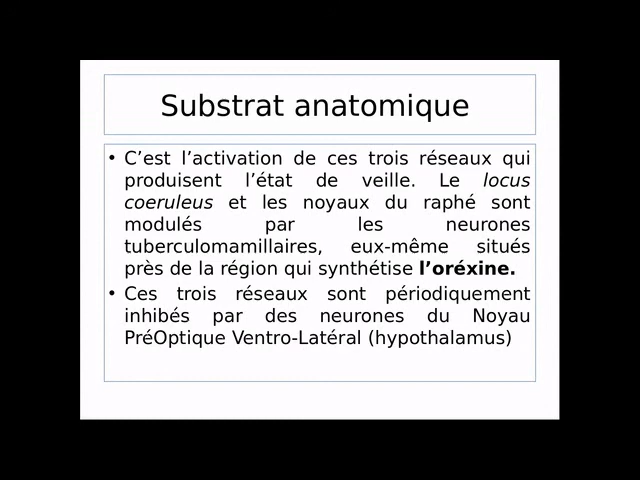 Substrat anatomique
• C’est l’activation de ces trois réseaux qui
produisent l’état de veille. Le locus
coeruleus et les noyaux du raphé sont
modulés par les neurones
tuberculomamillaires, eux-même situés
près de la région qui synthétise l’oréxine.
• Ces trois réseaux sont périodiquement
inhibés par des neurones du Noyau
PréOptique Ventro-Latéral (hypothalamus)